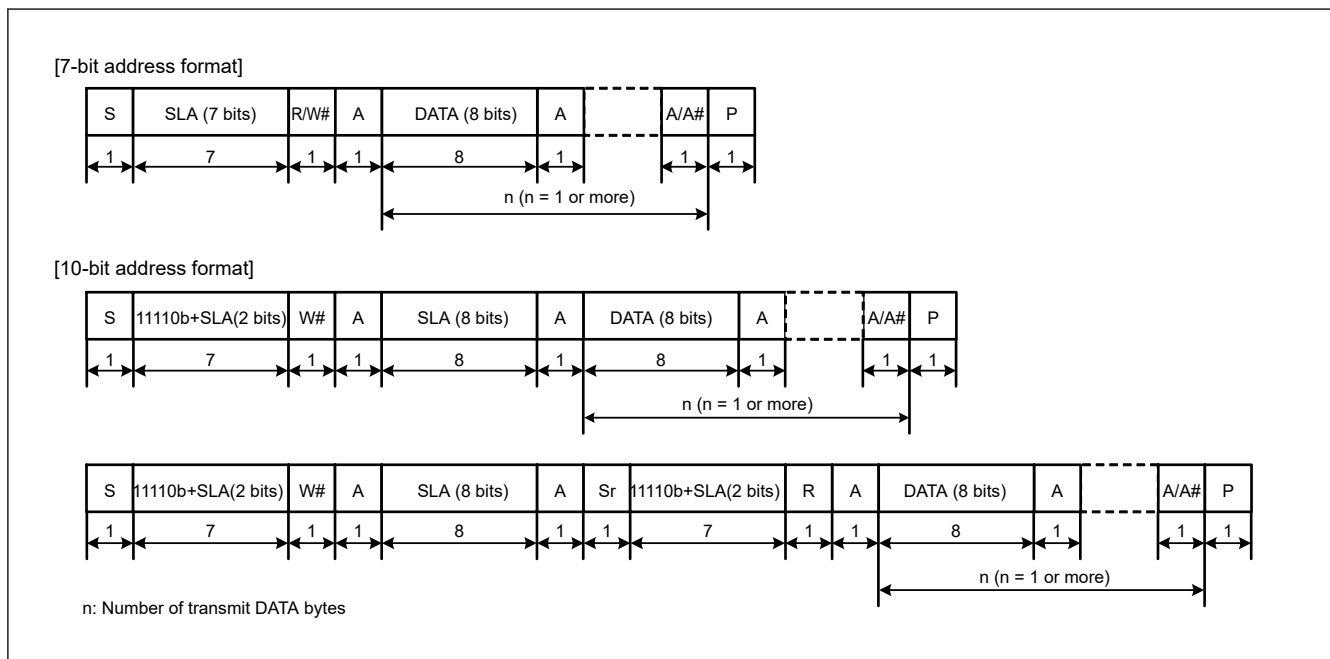 [7-bit address format]
S SLA (7 bits) R/W# A DATA (8 bits) A A/A# P
1 7 1 1 8 1 1 1
n (n = 1 or more)
[10-bit address format]
S 11110b+SLA(2 bits) W# A SLA (8 bits) A DATA (8 bits) A A/A# P
1 7 1 1 8 1 8 1 1 1
n (n = 1 or more)
S 11110b+SLA(2 bits) W# A SLA (8 bits) A Sr 11110b+SLA(2 bits) R A DATA (8 bits) A A/A# P
1 7 1 1 8 1 1 7 1 1 8 1 1 1
n (n = 1 or more)
n: Number of transmit DATA bytes